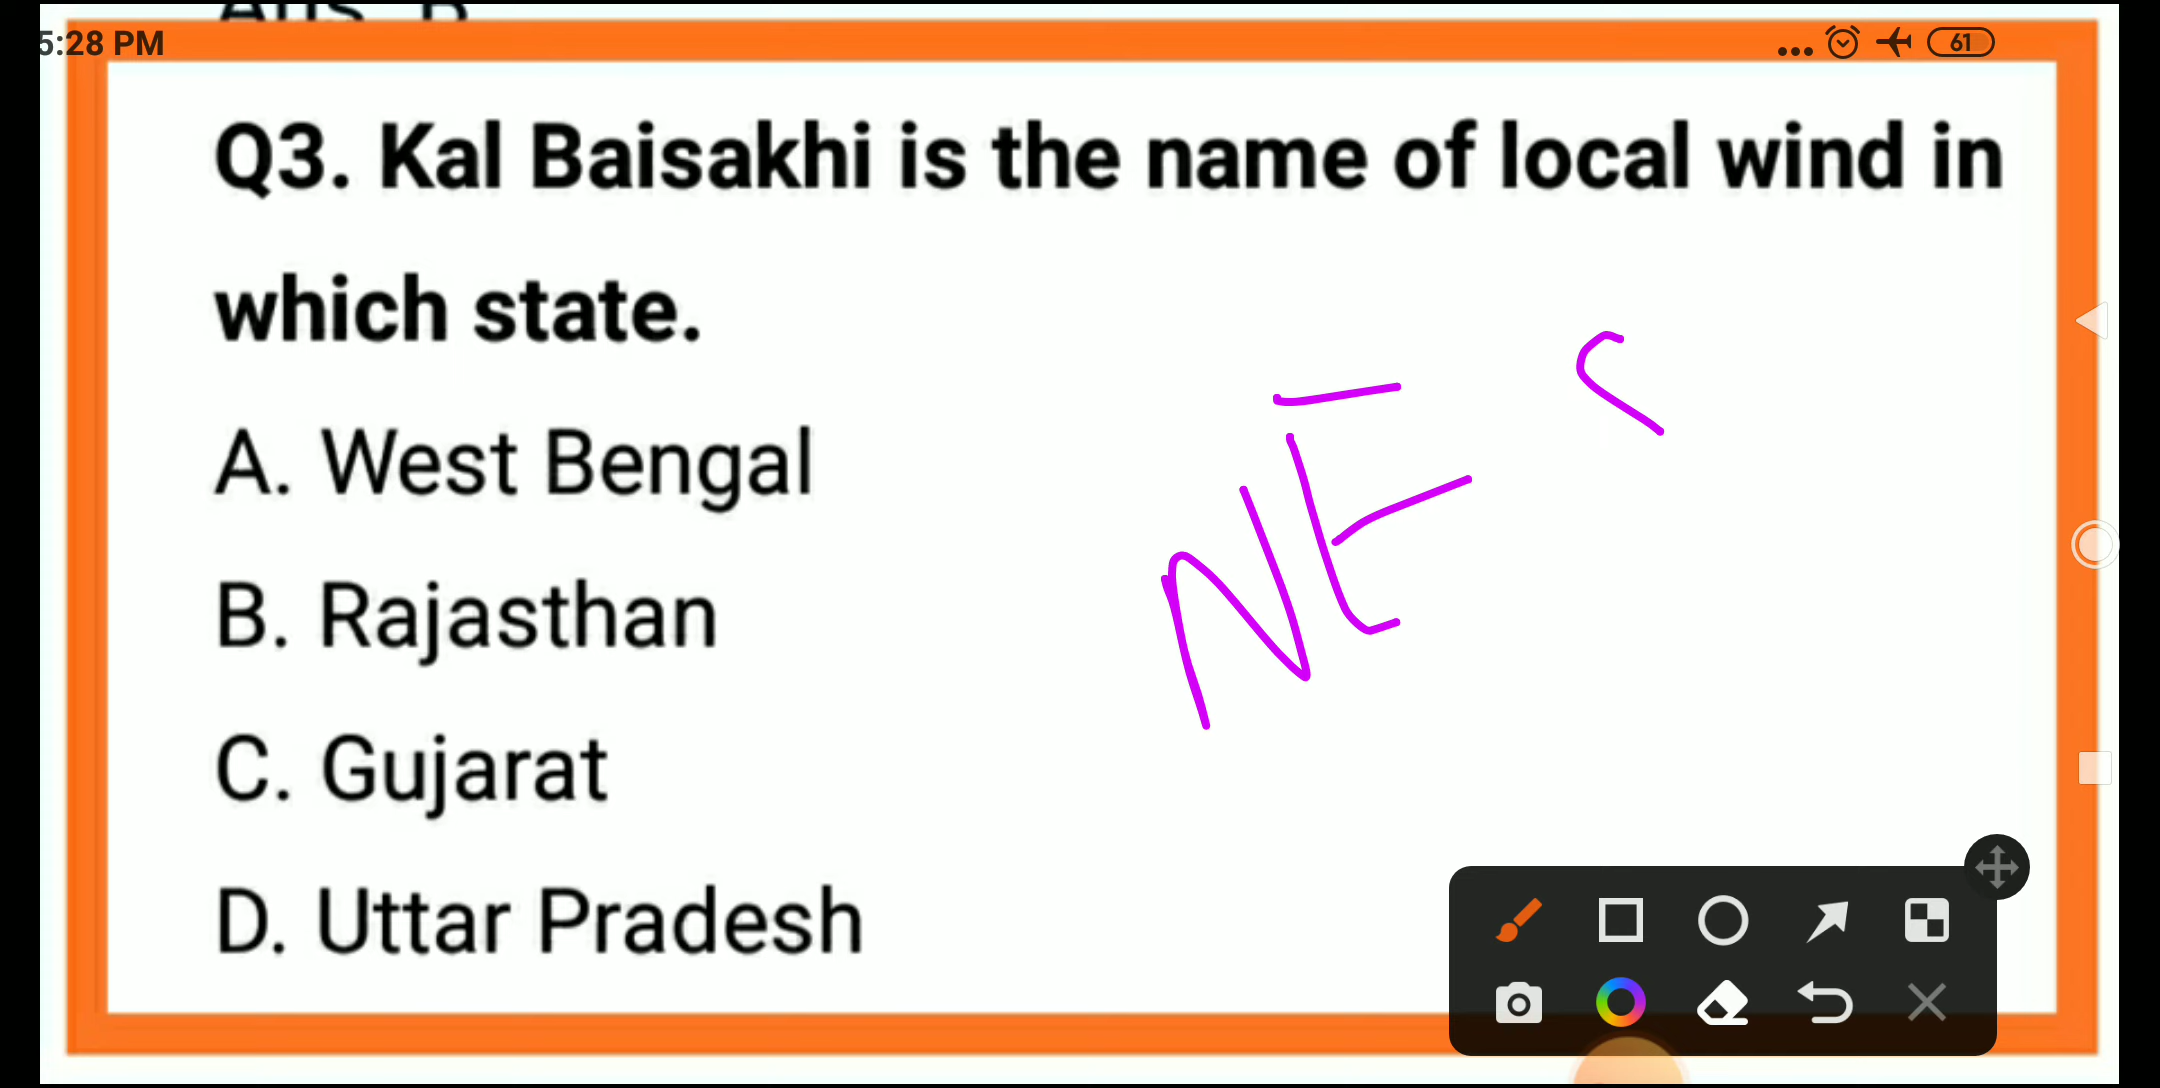 5:28 PM
61
Q3. Kal Baisakhi is the name of local wind in
which state.
A. West Bengal
B. Rajasthan
C. Gujarat
D. Uttar Pradesh
NE